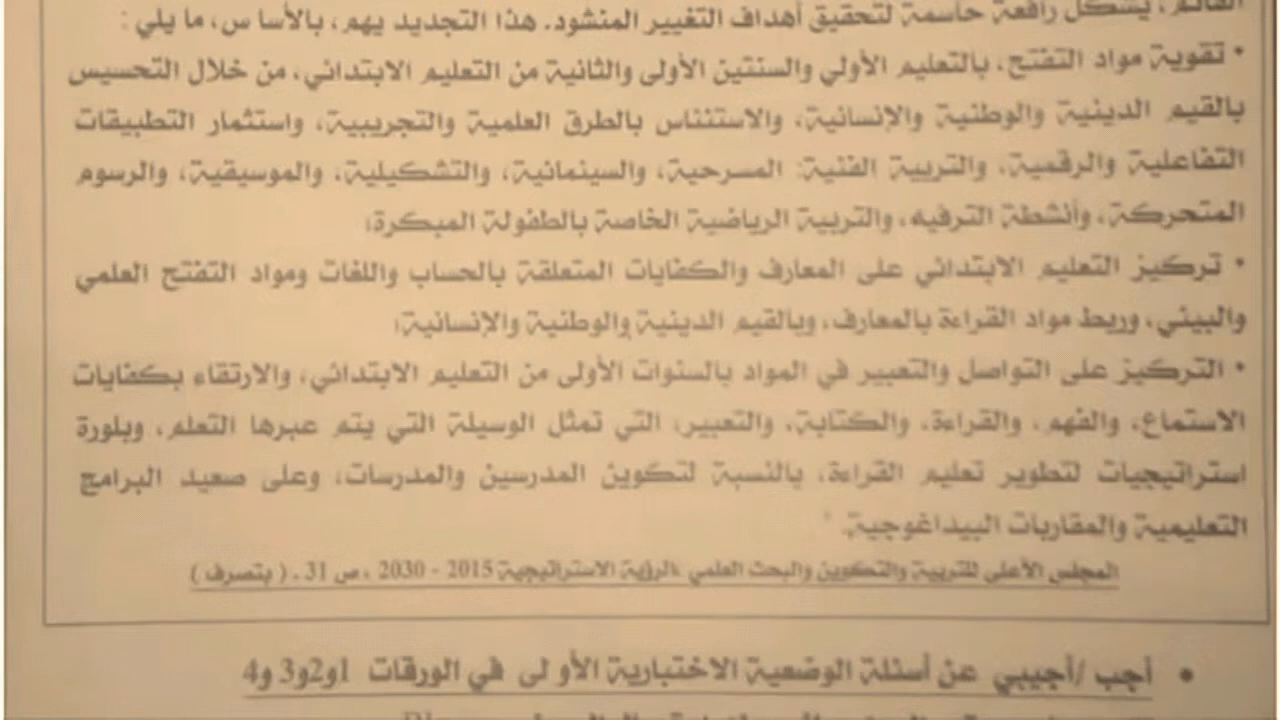 يشكل رافعة حاسمة لتحقيق أهداف التغيير المنشود. هذا التجديد يهم، بالأسا س، ما يلي :
• تقوية مواد التفتح، بالتعليم الأولي والسنتين الأولى والثانية من التعليم الابتدائي، من خلال التحسيس
بالقيم الدينية والوطنية والإنسانية، والاستئناس بالطرق العلمية والتجريبية، واستثمار التطبيقات
التفاعلية والرقمية، والتربية الفنية: المسرحية، والسينمائية، والتشكيلية، والموسيقية، والرسوم
المتحركة، وأنشطة الترفيه، والتربية الرياضية الخاصة بالطفولة المبكرة؛
• تركيز التعليم الابتدائي على المعارف والكفايات المتعلقة بالحساب واللغات ومواد التفتح العلمي
والبيئي، وربط مواد القراءة بالمعارف، وبالقيم الدينية والوطنية والإنسانية؛
• التركيز على التواصل والتعبير في المواد بالسنوات الأولى من التعليم الابتدائي، والارتقاء بكفايات
الاستماع، والفهم، والقراءة، والكتابة، والتعبير، التي تمثل الوسيلة التي يتم عبرها التعلم، وبلورة
استراتيجيات لتطوير تعليم القراءة، بالنسبة لتكوين المدرسين والمدرسات، وعلى صعيد البرامج
التعليمية والمقاربات البيداغوجية.
المجلس الأعلى للتربية والتكوين والبحث العلمي ،الرؤية الاستراتيجية 2015 - 2030 ، ص 31 . ( بتصرف )
• أجب /أجيبي عن أسئلة الوضعية الاختبارية الأو لى في الورقات 1و2و3 و4